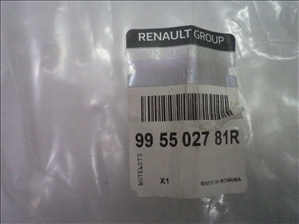 RENAULT GROUP
99 55 027 81R
X1
MADE IN ROMANIA